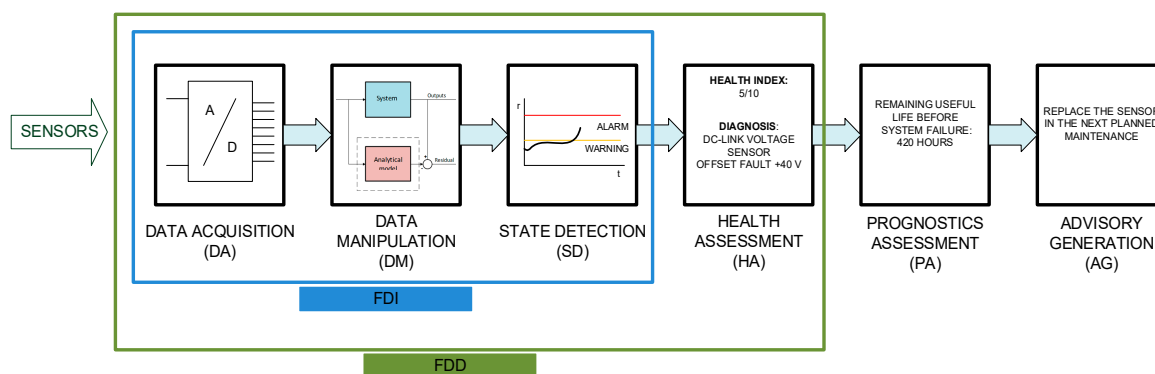 SENSORS
A
D
DATA ACQUISITION
(DA)
System
Outputs
Analytical
model
+
-
Residual
DATA
MANIPULATION
(DM)
r
ALARM
WARNING
t
STATE DETECTION
(SD)
HEALTH INDEX:
5/10
DIAGNOSIS:
DC-LINK VOLTAGE
SENSOR
OFFSET FAULT +40 V
HEALTH
ASSESSMENT
(HA)
REMAINING USEFUL
LIFE BEFORE
SYSTEM FAILURE:
420 HOURS
PROGNOSTICS
ASSESSMENT
(PA)
REPLACE THE SENSOR
IN THE NEXT PLANNED
MAINTENANCE
ADVISORY
GENERATION
(AG)
FDI
FDD